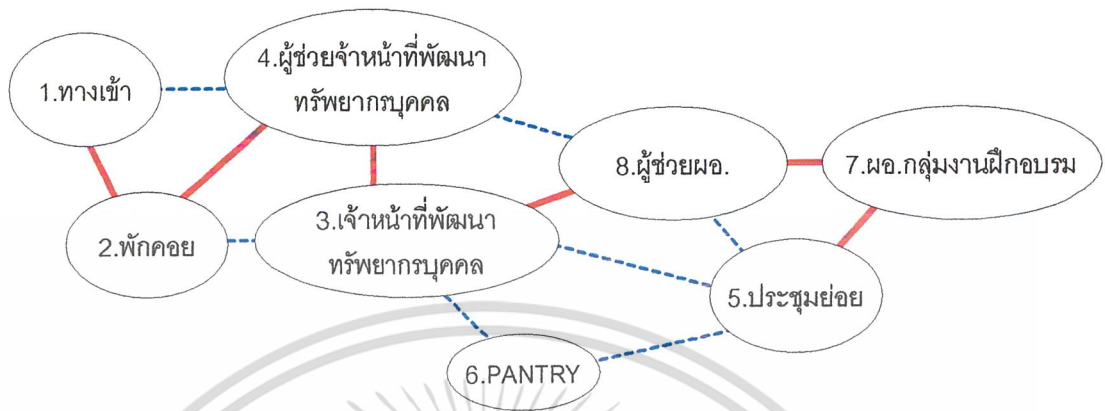 1.ทางเข้า
4.ผู้ช่วยจ้าหน้าที่พัฒนา
ทรัพยากรบุคคล
8.ผู้ช่วยผอ.
7.ผอ.กลุ่มงานฝึกอบรม
2.พักคอย
3.เจ้าหน้าที่พัฒนา
ทรัพยากรบุคคล
5.ประชุมย่อย
6.PANTRY